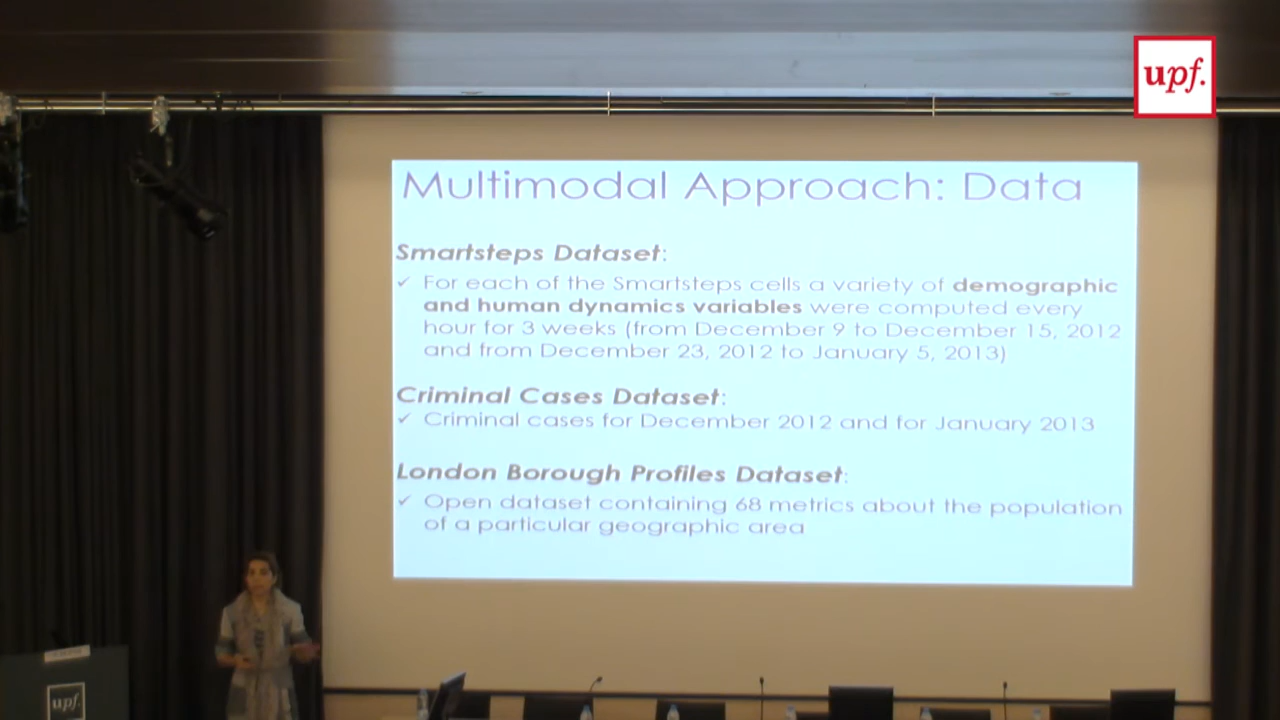 upf.
Multimodal Approach: Data
Smartsteps Dataset:
✓ For each of the Smartsteps cells a variety of demographic
and human dynamics variables were computed every
hour for 3 weeks (from December 9 to December 15, 2012
and from December 23, 2012 to January 5, 2013)
Criminal Cases Dataset:
✓ Criminal cases for December 2012 and for January 2013
London Borough Profiles Dataset:
✓ Open dataset containing 68 metrics about the population
of a particular geographic area
upf.